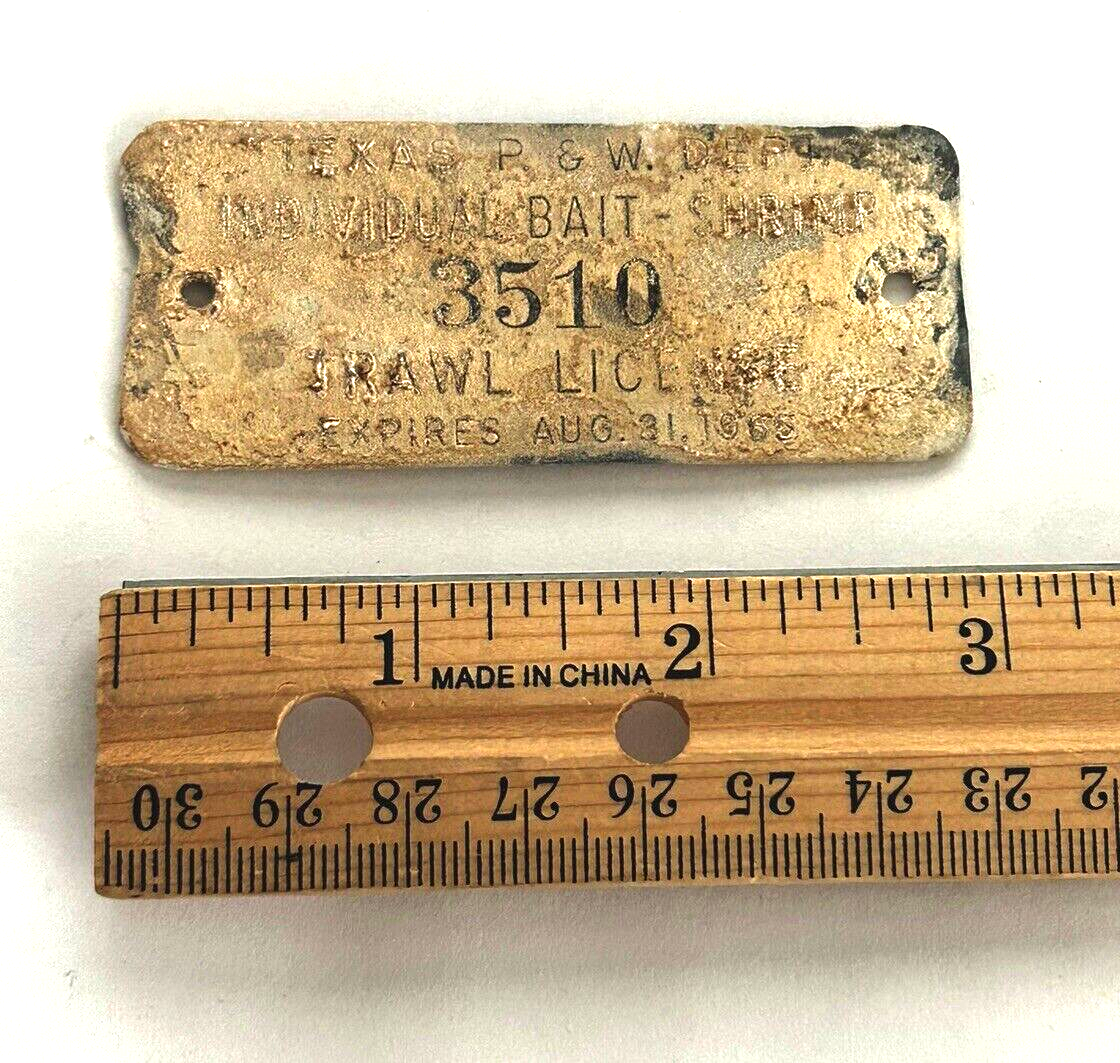 TEXAS P. & W. DEPT.
INDIVIDUAL BAIT-SHRIMP
3510
TRAWL LICENSE
EXPIRES AUG. 31, 1965
1 2 3
MADE IN CHINA
30 29 28 27 26 25 24 23 22